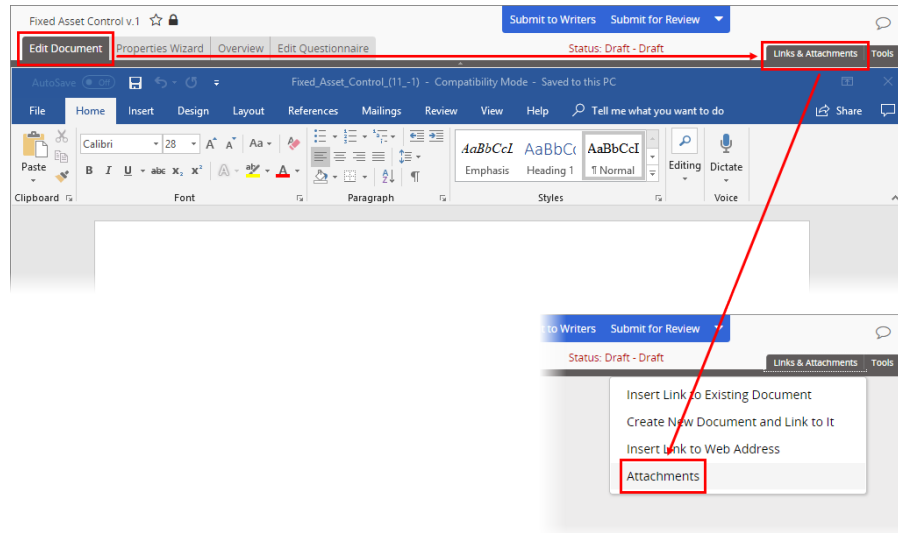 Fixed Asset Control v.1 Submit to Writers Submit for Review
Edit Document Properties Wizard Overview Edit Questionnaire Status: Draft - Draft Links & Attachments Tools
AutoSave Off Fixed_Asset_Control_(11_-1) - Compatibility Mode - Saved to this PC
File Home Insert Design Layout References Mailings Review View Help Tell me what you want to do Share
Calibri 28 A A Aa AaBbCcI AaBbCc AaBbCcI
Paste B I U abc x₂ x² A aby A Emphasis Heading 1 ¶ Normal Editing Dictate
Clipboard Font Paragraph Styles Voice
to Writers Submit for Review
Status: Draft - Draft Links & Attachments Tools
Insert Link to Existing Document
Create New Document and Link to It
Insert Link to Web Address
Attachments